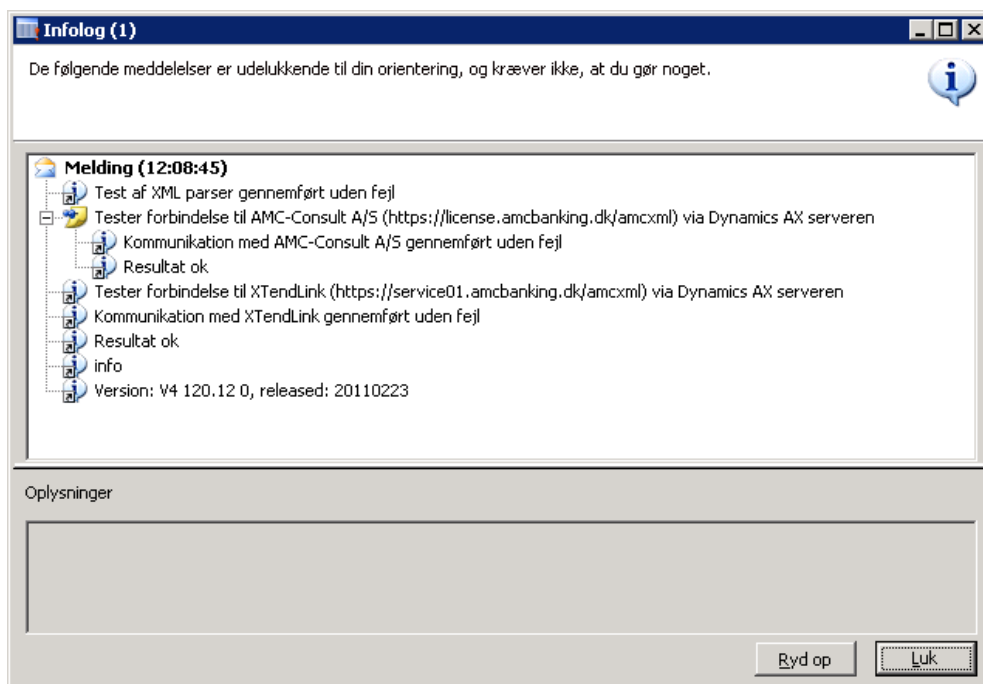 Infolog (1)
De følgende meddelelser er udelukkende til din orientering, og kræver ikke, at du gør noget.
Melding (12:08:45)
Test af XML parser gennemført uden fejl
Tester forbindelse til AMC-Consult A/S (https://license.amcbanking.dk/amcxml) via Dynamics AX serveren
Kommunikation med AMC-Consult A/S gennemført uden fejl
Resultat ok
Tester forbindelse til XTendLink (https://service01.amcbanking.dk/amcxml) via Dynamics AX serveren
Kommunikation med XTendLink gennemført uden fejl
Resultat ok
info
Version: V4 120.12 0, released: 20110223
Oplysninger
Ryd op
Luk